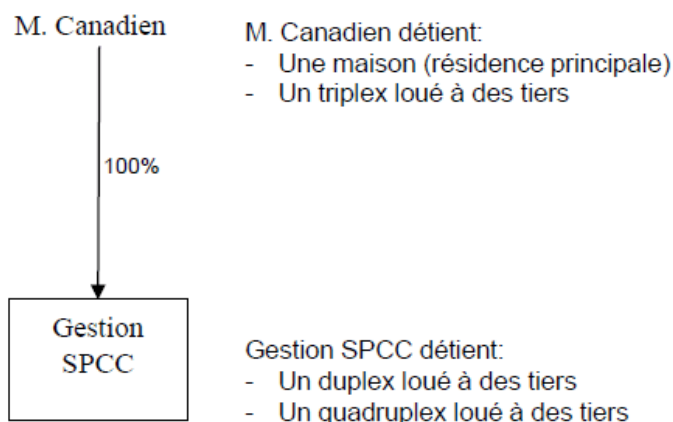 M. Canadien
M. Canadien détient:
- Une maison (résidence principale)
- Un triplex loué à des tiers
100%
Gestion
SPCC
Gestion SPCC détient:
- Un duplex loué à des tiers
- Un quadruplex loué à des tiers